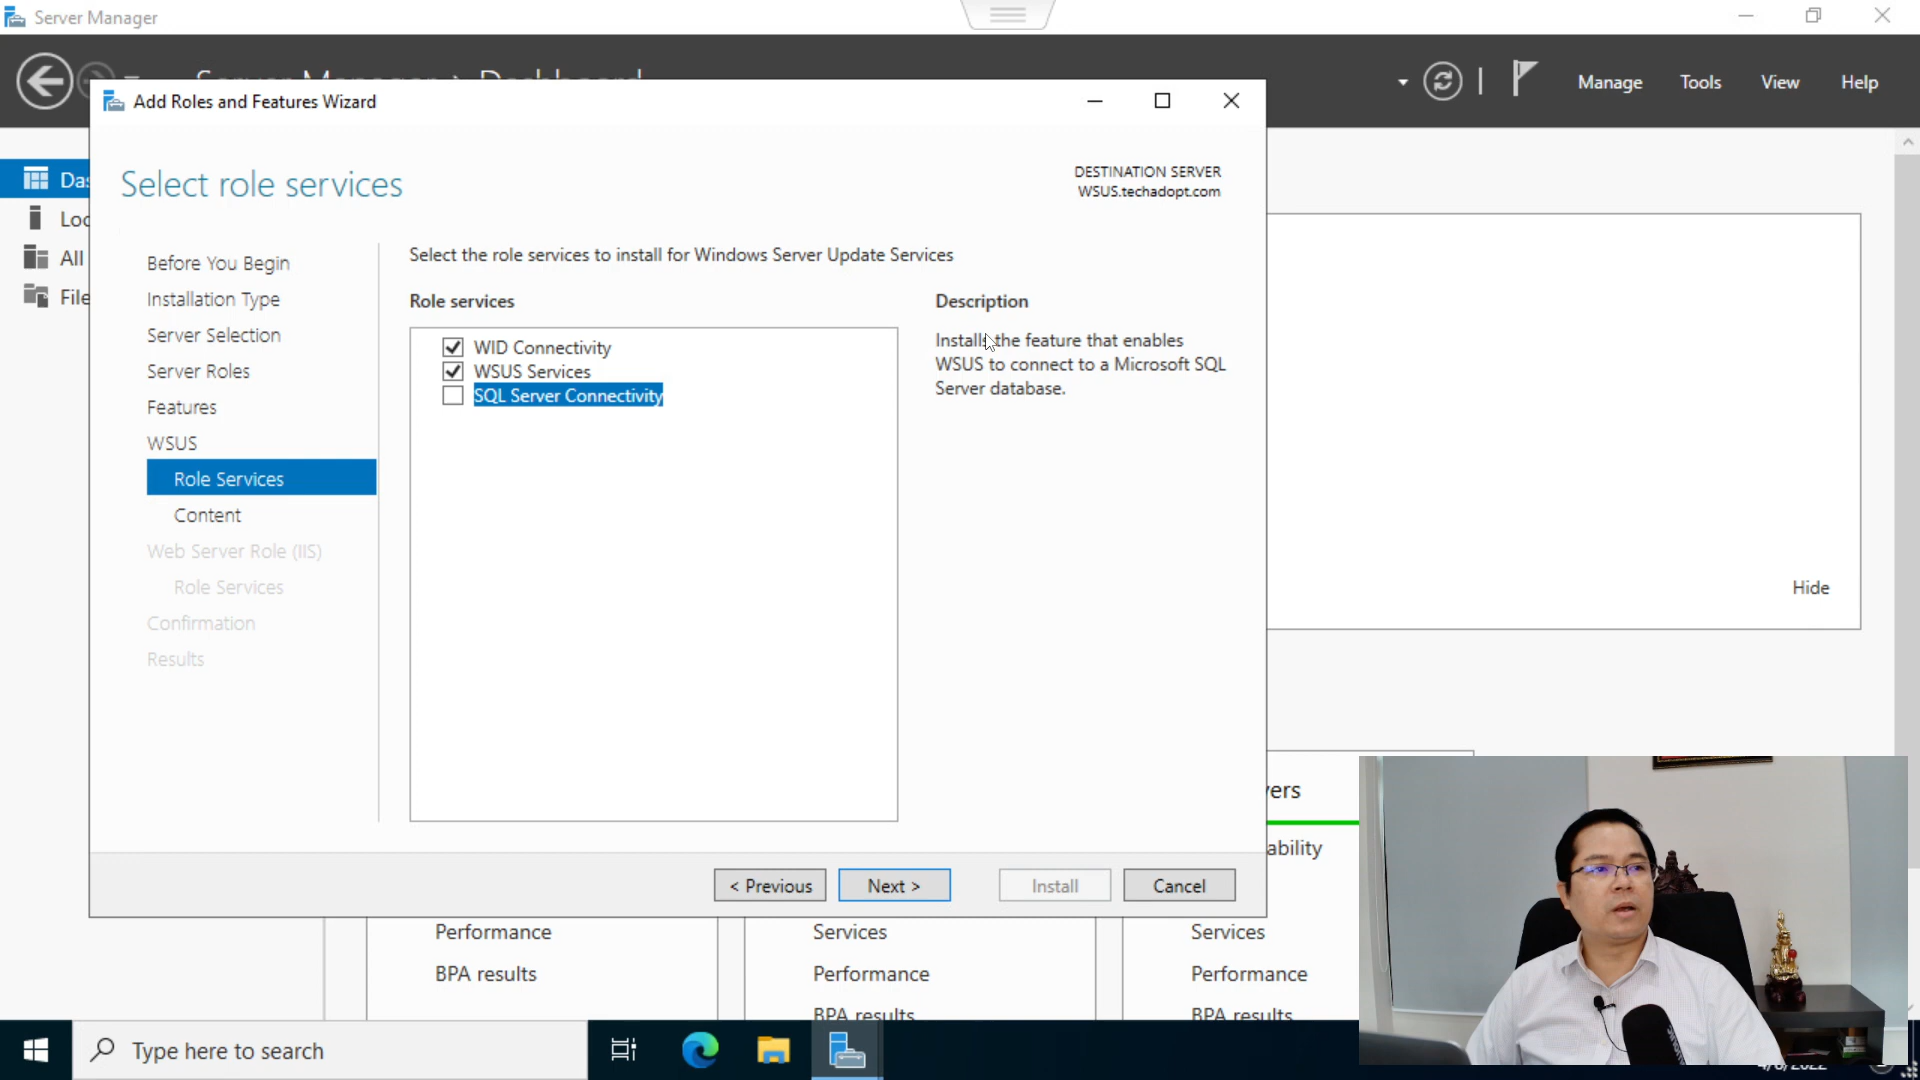 Server Manager
Manage
Tools
View
Help
Add Roles and Features Wizard
Select role services
DESTINATION SERVER
WSUS.techadopt.com
Before You Begin
Installation Type
Server Selection
Server Roles
Features
WSUS
Role Services
Content
Web Server Role (IIS)
Role Services
Confirmation
Results
Select the role services to install for Windows Server Update Services
Role services
WID Connectivity
WSUS Services
SQL Server Connectivity
Description
Installs the feature that enables
WSUS to connect to a Microsoft SQL
Server database.
< Previous
Next >
Install
Cancel
All
Hide
Performance
BPA results
Services
Performance
BPA results
Services
Performance
BPA results
Type here to search